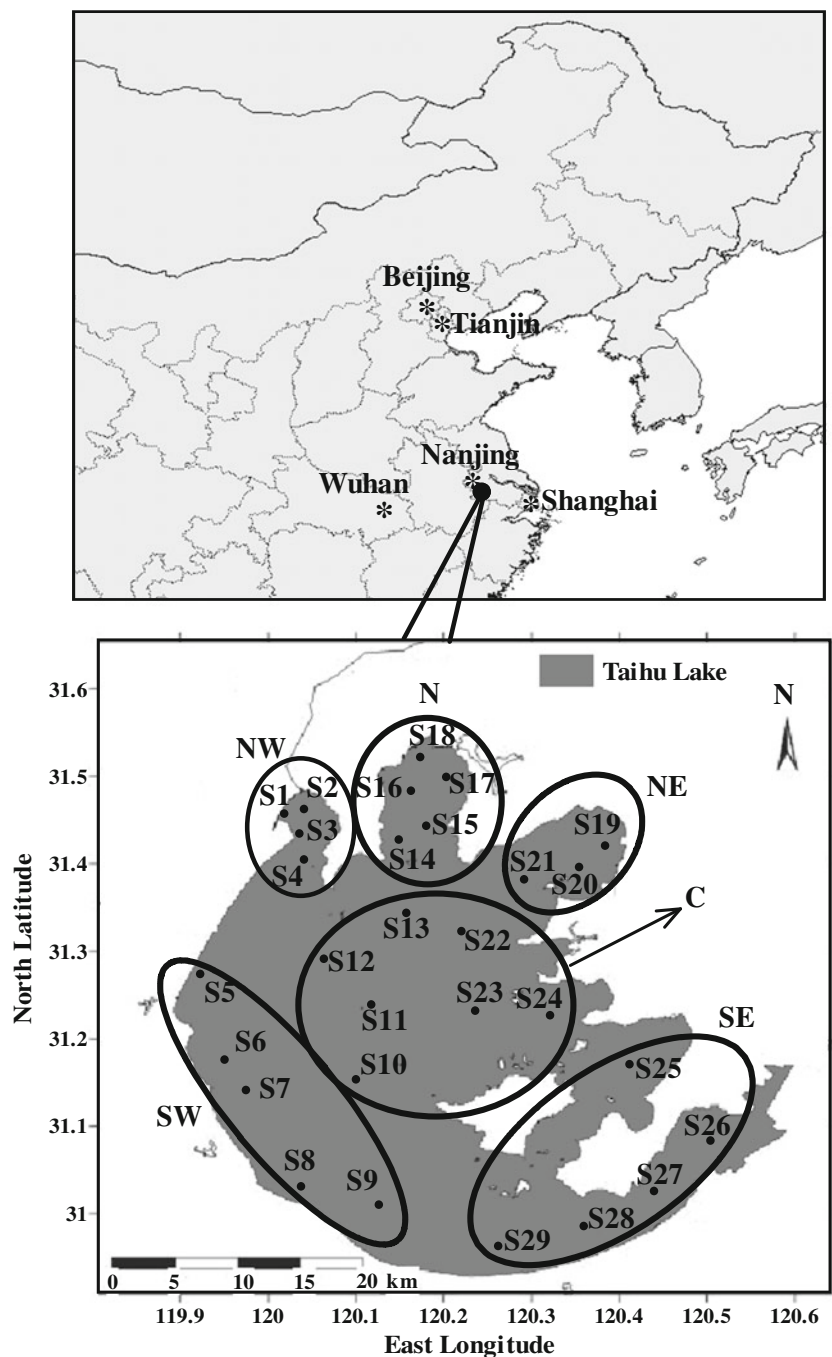 Beijing
Tianjin
Nanjing
Wuhan
Shanghai
Taihu Lake
N
N
31.6
31.5
31.4
31.3
31.2
31.1
31
North Latitude
NW
S1
S2
S3
S4
S18
S16
S17
S15
S14
NE
S19
S21
S20
C
S13
S22
S12
S11
S23
S24
S10
S5
S6
S7
SW
S8
S9
SE
S25
S26
S27
S28
S29
0 5 10 15 20 km
119.9 120 120.1 120.2 120.3 120.4 120.5 120.6
East Longitude